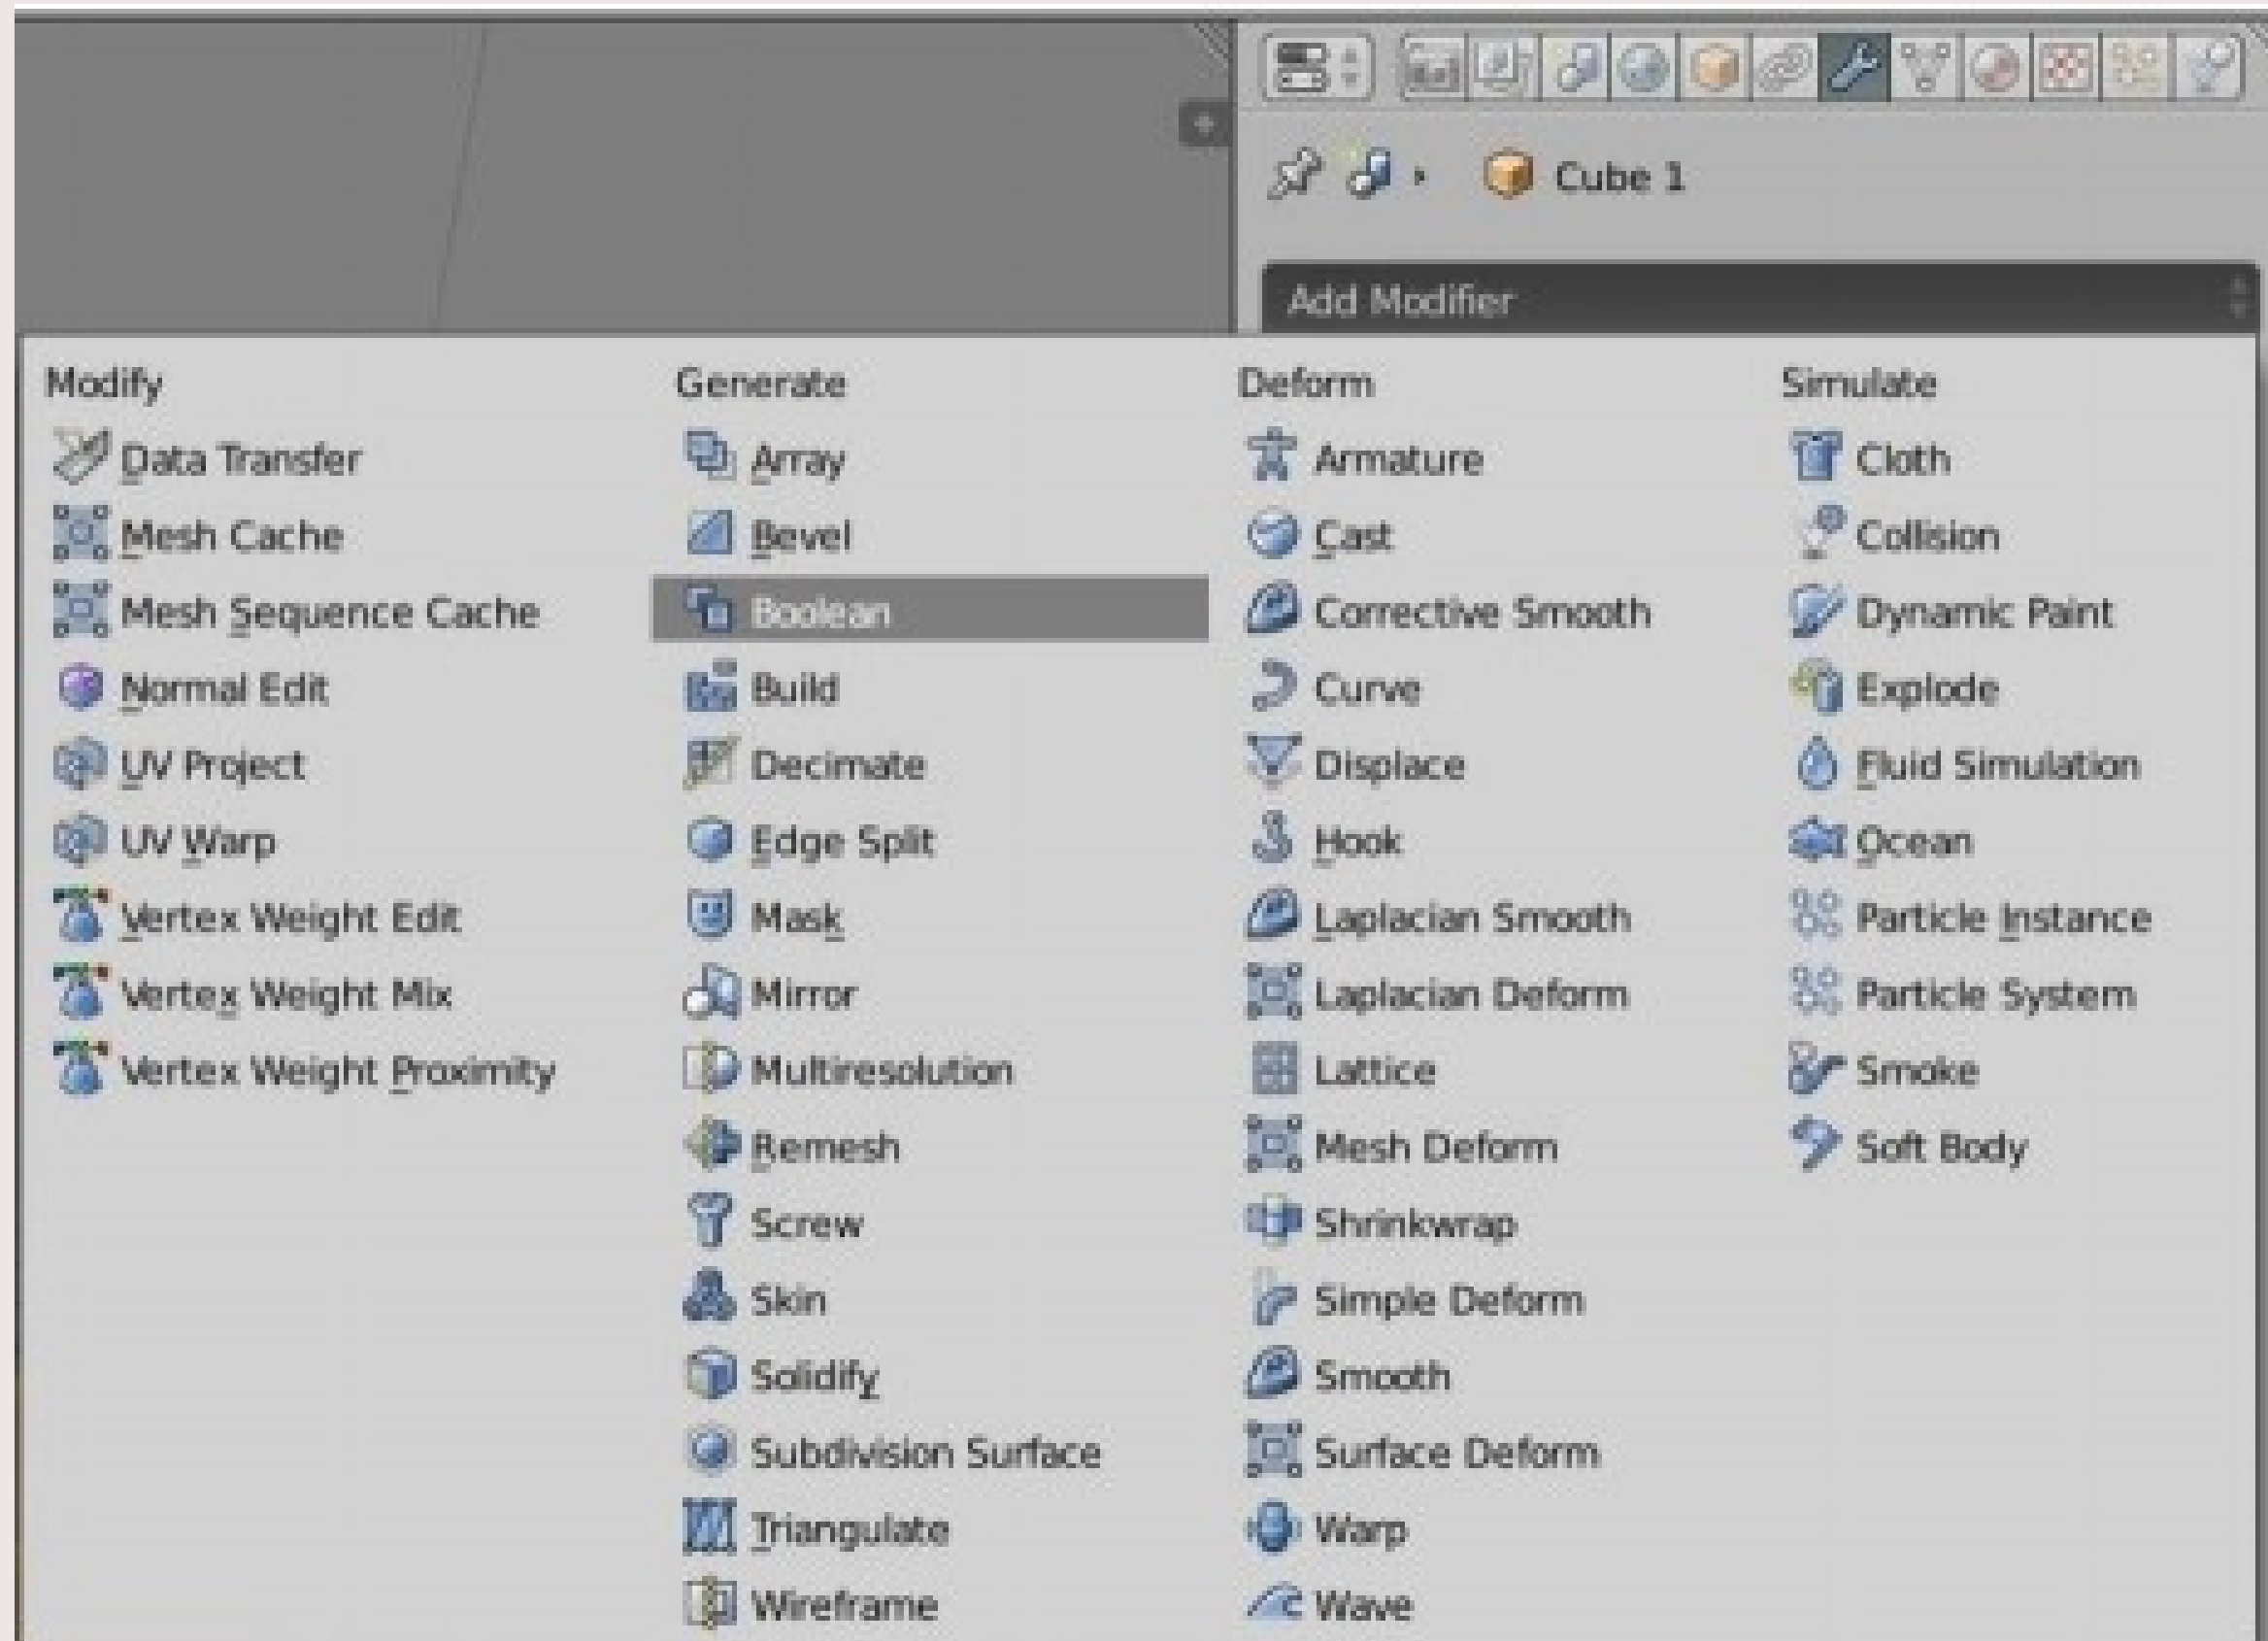 Cube 1
Add Modifier
Modify
Data Transfer
Mesh Cache
Mesh Sequence Cache
Normal Edit
UV Project
UV Warp
Vertex Weight Edit
Vertex Weight Mix
Vertex Weight Proximity
Generate
Array
Bevel
Boolean
Build
Decimate
Edge Split
Mask
Mirror
Multiresolution
Remesh
Screw
Skin
Solidify
Subdivision Surface
Triangulate
Wireframe
Deform
Armature
Cast
Corrective Smooth
Curve
Displace
Hook
Laplacian Smooth
Laplacian Deform
Lattice
Mesh Deform
Shrinkwrap
Simple Deform
Smooth
Surface Deform
Warp
Wave
Simulate
Cloth
Collision
Dynamic Paint
Explode
Fluid Simulation
Ocean
Particle Instance
Particle System
Smoke
Soft Body